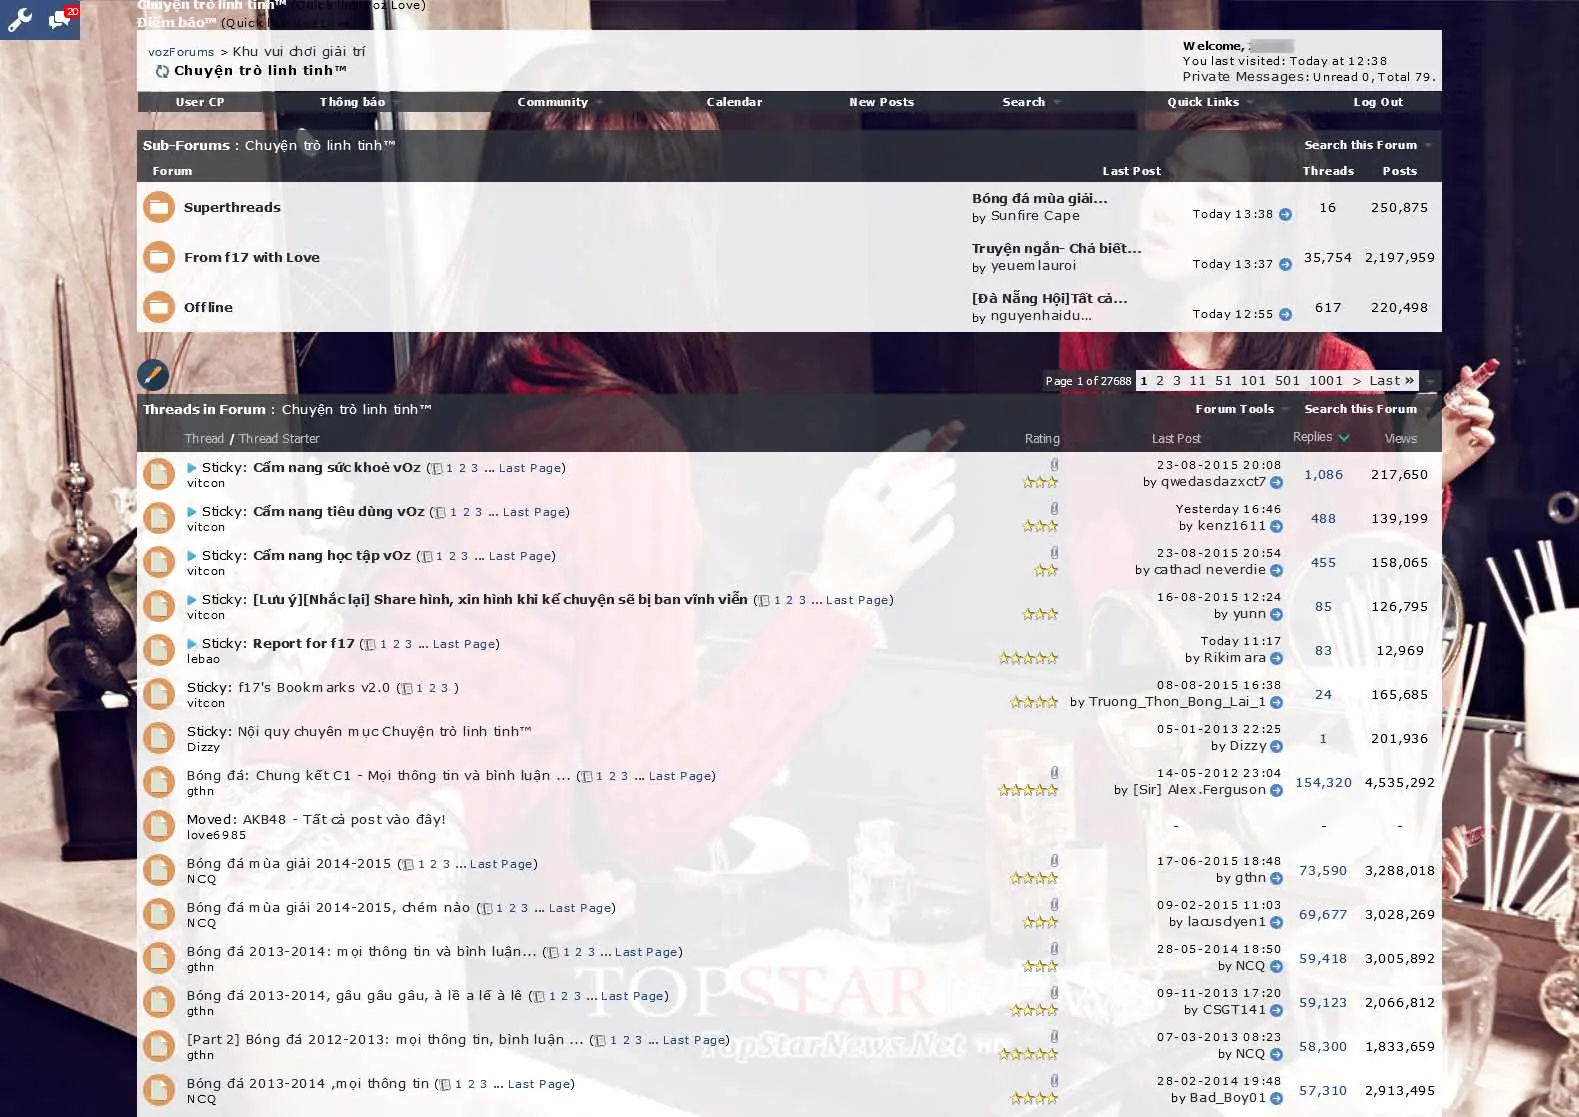 Chuyện trò linh tinh™ (Quick link: voz Love)
Điểm báo™ (Quick
20
vozForums > Khu vui chơi giải trí
Chuyện trò linh tinh™
Welcome,
You last visited: Today at 12:38
Private Messages: Unread 0, Total 79.
User CP Thông báo Community Calendar New Posts Search Quick Links Log Out
Sub-Forums : Chuyện trò linh tinh™ Search this Forum
Forum Last Post Threads Posts
Superthreads Bóng đá mùa giải... by Sunfire Cape Today 13:38 16 250,875
From f17 with Love Truyện ngắn- Chả biết... by yeuemlauroi Today 13:37 35,754 2,197,959
Offline [Đà Nẵng Hội]Tất cả... by nguyenhaidu... Today 12:55 617 220,498
Page 1 of 27688 1 2 3 11 51 101 501 1001 > Last »
Threads in Forum : Chuyện trò linh tinh™ Forum Tools Search this Forum
Thread / Thread Starter Rating Last Post Replies Views
Sticky: Cẩm nang sức khoẻ vOz (1 2 3 ... Last Page) 23-08-2015 20:08
vitcon by qwedasdazxct7 1,086 217,650
Sticky: Cẩm nang tiêu dùng vOz (1 2 3 ... Last Page) Yesterday 16:46
vitcon by kenz1611 488 139,199
Sticky: Cẩm nang học tập vOz (1 2 3 ... Last Page) 23-08-2015 20:54
vitcon by cathacl neverdie 455 158,065
Sticky: [Lưu ý][Nhắc lại] Share hình, xin hình khi kể chuyện sẽ bị ban vĩnh viễn (1 2 3 ... Last Page) 16-08-2015 12:24
vitcon by yunn 85 126,795
Sticky: Report for f17 (1 2 3 ... Last Page) Today 11:17
lebao by Rikimara 83 12,969
Sticky: f17's Bookmarks v2.0 (1 2 3 ) 08-08-2015 16:38
vitcon by Truong_Thon_Bong_Lai_1 24 165,685
Sticky: Nội quy chuyên mục Chuyện trò linh tinh™ 05-01-2013 22:25
Dizzy by Dizzy 1 201,936
Bóng đá: Chung kết C1 - Mọi thông tin và bình luận ... (1 2 3 ... Last Page) 14-05-2012 23:04
gthn by [Sir] Alex.Ferguson 154,320 4,535,292
Moved: AKB48 - Tất cả post vào đây! - - -
love6985
Bóng đá mùa giải 2014-2015 (1 2 3 ... Last Page) 17-06-2015 18:48
NCQ by gthn 73,590 3,288,018
Bóng đá mùa giải 2014-2015, chém nào (1 2 3 ... Last Page) 09-02-2015 11:03
NCQ by lacusclyen1 69,677 3,028,269
Bóng đá 2013-2014: mọi thông tin và bình luận... (1 2 3 ... Last Page) 28-05-2014 18:50
gthn by NCQ 59,418 3,005,892
Bóng đá 2013-2014, gâu gâu gâu, à lề a lế à lê (1 2 3 ... Last Page) 09-11-2013 17:20
gthn by CSGT141 59,123 2,066,812
[Part 2] Bóng đá 2012-2013: mọi thông tin, bình luận ... (1 2 3 ... Last Page) 07-03-2013 08:23
gthn by NCQ 58,300 1,833,659
Bóng đá 2013-2014 ,mọi thông tin (1 2 3 ... Last Page) 28-02-2014 19:48
NCQ by Bad_Boy01 57,310 2,913,495
TOPSTARNEWS
TopStarNews.Net